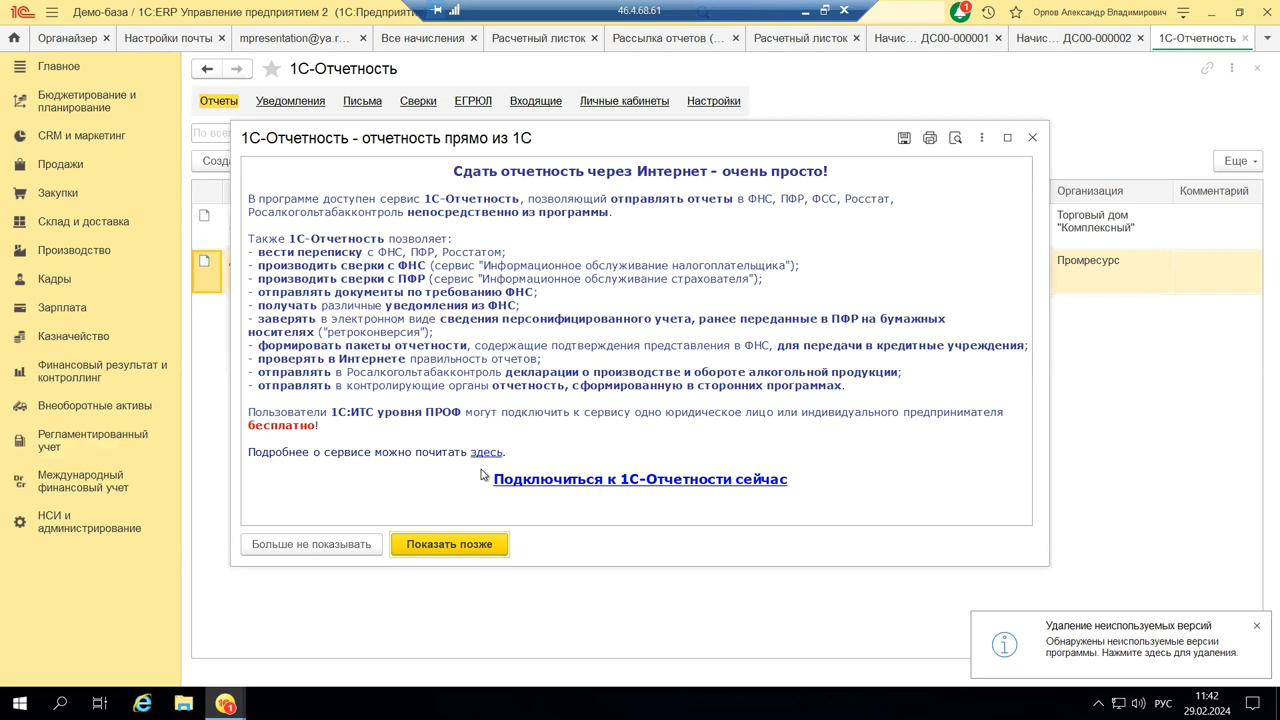 Демо-база / 1С:ERP Управление предприятием 2 (1С:Предприятие)
46.4.68.61
1
Орлов Александр Владимирович
Органайзер
Настройки почты
mpresentation@ya.r...
Все начисления
Расчетный листок
Рассылка отчетов (...
Расчетный листок
Начис... ДС00-000001
Начис... ДС00-000002
1С-Отчетность
Главное
Бюджетирование и
планирование
CRM и маркетинг
Продажи
Закупки
Склад и доставка
Производство
Кадры
Зарплата
Казначейство
Финансовый результат и
контроллинг
Внеоборотные активы
Регламентированный
учет
Международный
финансовый учет
НСИ и
администрирование
1С-Отчетность
Отчеты Уведомления Письма Сверки ЕГРЮЛ Входящие Личные кабинеты Настройки
По все
Созд
Еще
Организация Комментарий
Торговый дом
"Комплексный"
Промресурс
1С-Отчетность - отчетность прямо из 1С
Сдать отчетность через Интернет - очень просто!
В программе доступен сервис 1С-Отчетность, позволяющий отправлять отчеты в ФНС, ПФР, ФСС, Росстат,
Росалкогольтабакконтроль непосредственно из программы.
Также 1С-Отчетность позволяет:
- вести переписку с ФНС, ПФР, Росстатом;
- производить сверки с ФНС (сервис "Информационное обслуживание налогоплательщика");
- производить сверки с ПФР (сервис "Информационное обслуживание страхователя");
- отправлять документы по требованию ФНС;
- получать различные уведомления из ФНС;
- заверять в электронном виде сведения персонифицированного учета, ранее переданные в ПФР на бумажных
носителях ("ретроконверсия");
- формировать пакеты отчетности, содержащие подтверждения представления в ФНС, для передачи в кредитные учреждения;
- проверять в Интернете правильность отчетов;
- отправлять в Росалкогольтабакконтроль декларации о производстве и обороте алкогольной продукции;
- отправлять в контролирующие органы отчетность, сформированную в сторонних программах.
Пользователи 1С:ИТС уровня ПРОФ могут подключить к сервису одно юридическое лицо или индивидуального предпринимателя
бесплатно!
Подробнее о сервисе можно почитать здесь.
Подключиться к 1С-Отчетности сейчас
Больше не показывать
Показать позже
Удаление неиспользуемых версий
Обнаружены неиспользуемые версии
программы. Нажмите здесь для удаления.
РУС
11:42
29.02.2024